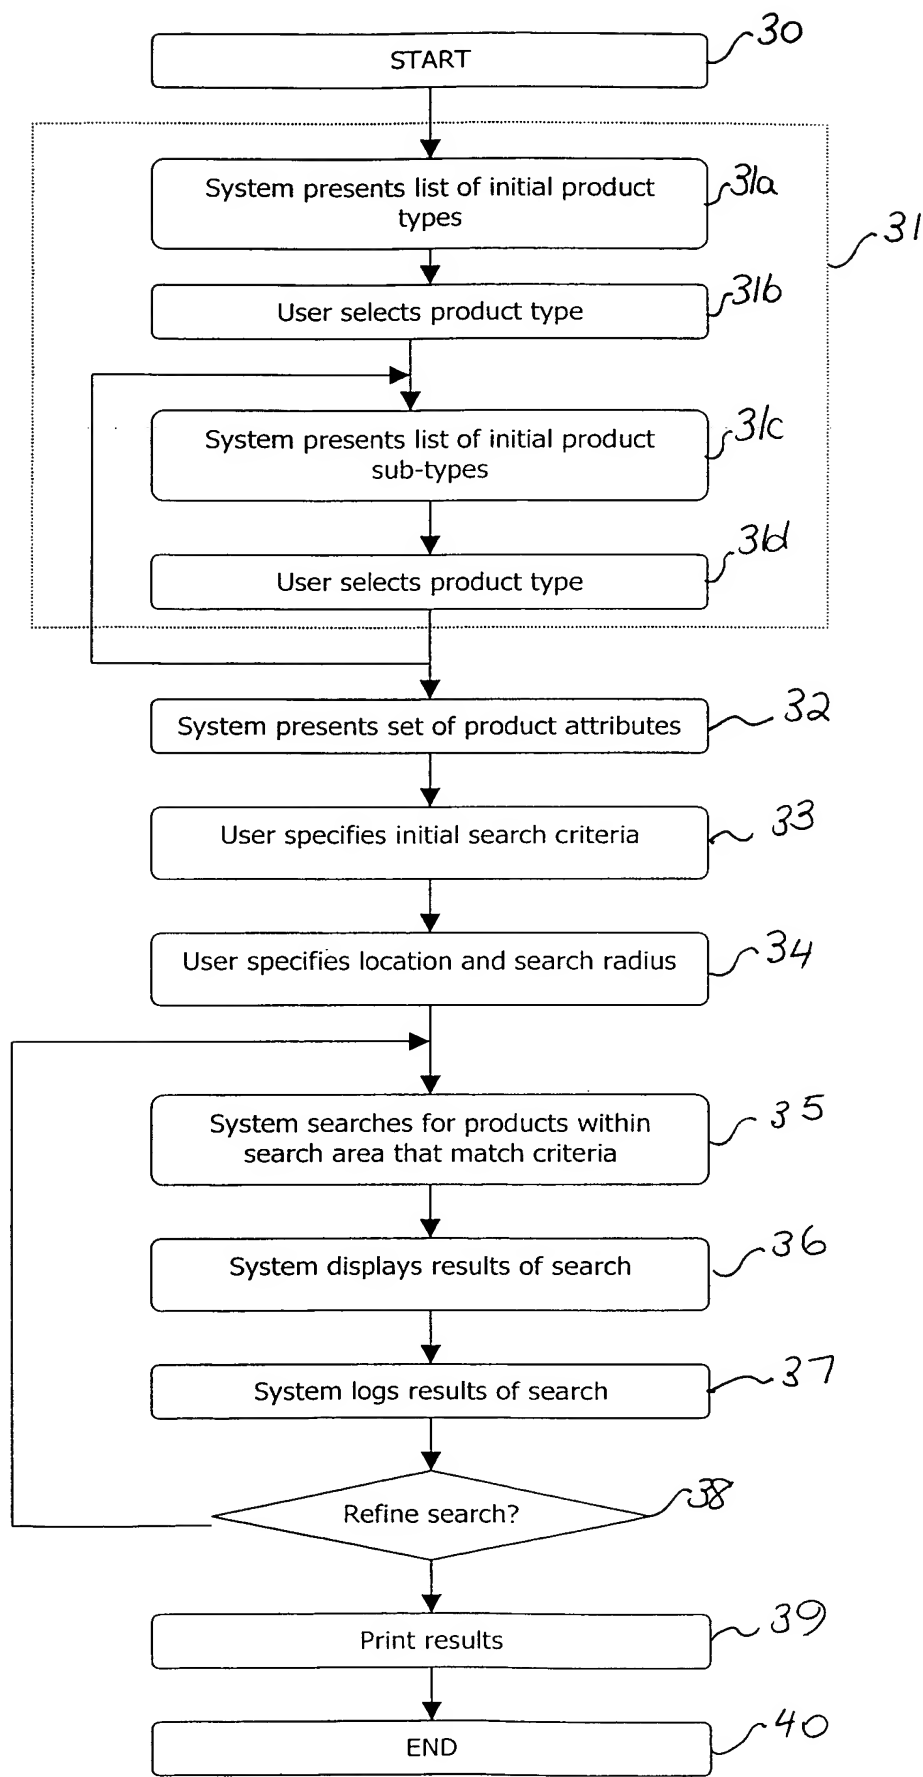 START
30
System presents list of initial product
types
31a
31
User selects product type
31b
System presents list of initial product
sub-types
31c
User selects product type
31d
System presents set of product attributes
32
User specifies initial search criteria
33
User specifies location and search radius
34
System searches for products within
search area that match criteria
35
System displays results of search
36
System logs results of search
37
Refine search?
38
Print results
39
END
40